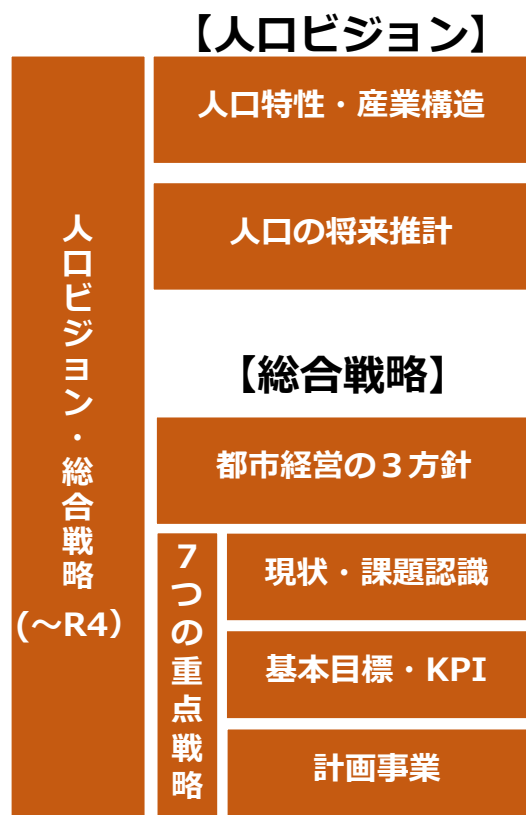 【人口ビジョン】
人口特性・産業構造
人口の将来推計
人口ビジョン・総合戦略
(～R4）
【総合戦略】
都市経営の３方針
７つの重点戦略
現状・課題認識
基本目標・KPI
計画事業